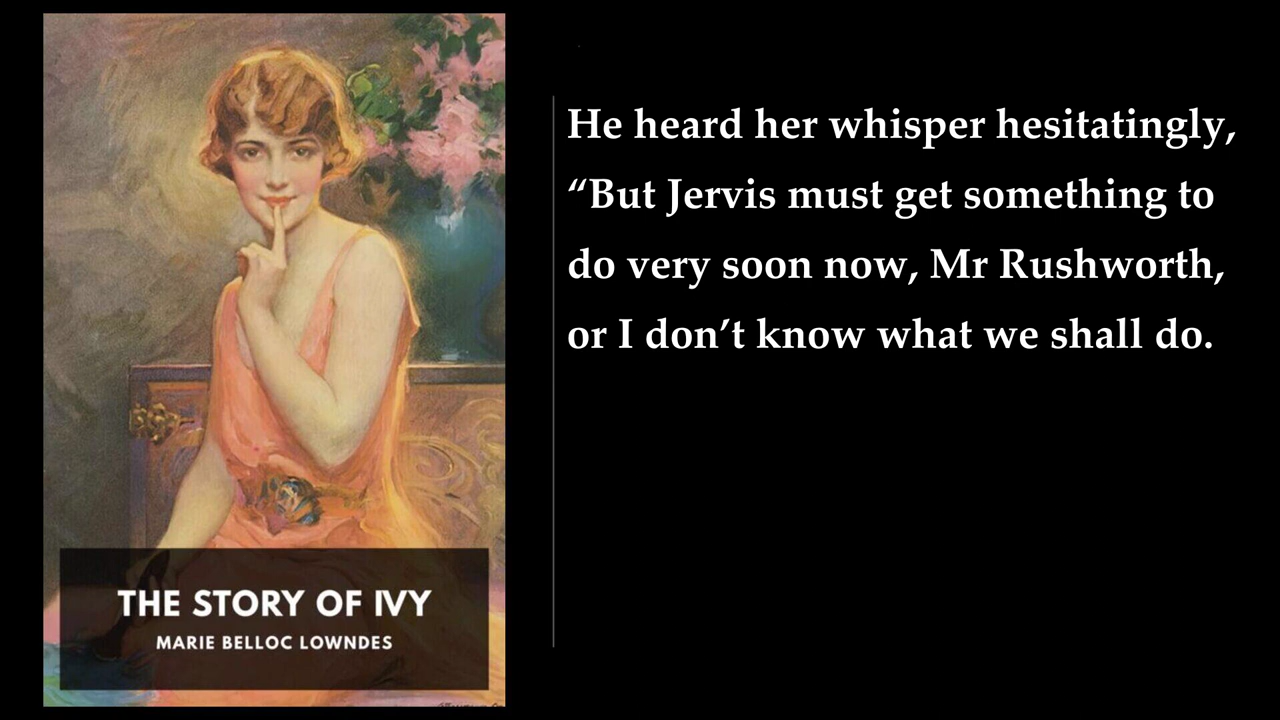 THE STORY OF IVY
MARIE BELLOC LOWNDES
He heard her whisper hesitatingly,
“But Jervis must get something to
do very soon now, Mr Rushworth,
or I don’t know what we shall do.